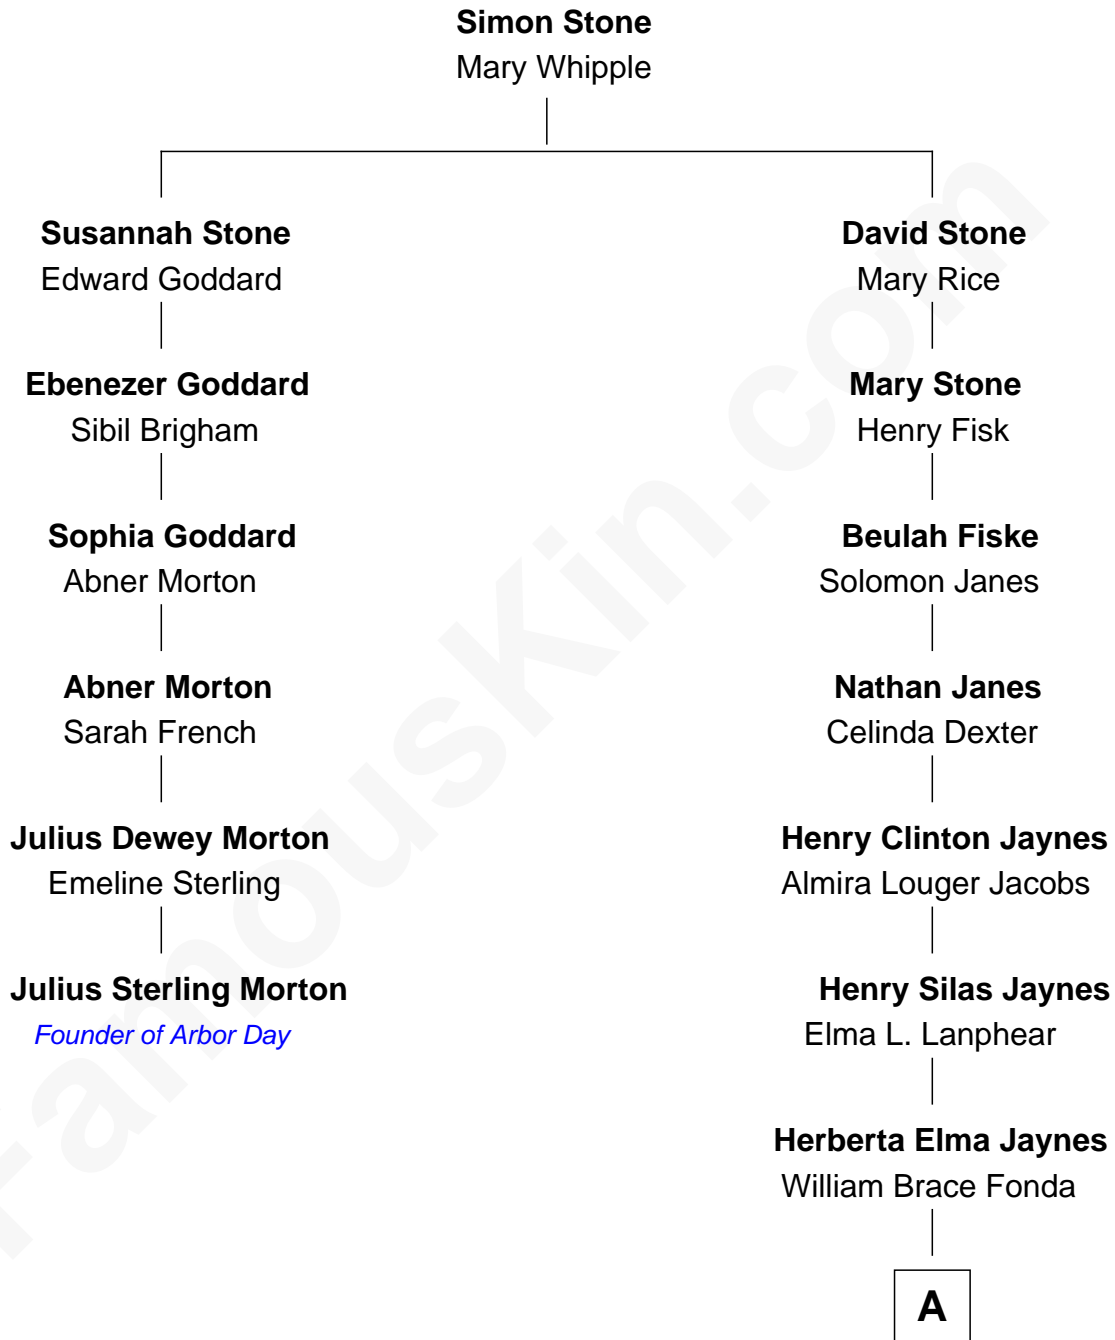 Simon Stone
Mary Whipple
Susannah Stone
Edward Goddard
David Stone
Mary Rice
Ebenezer Goddard
Sibil Brigham
Mary Stone
Henry Fisk
Sophia Goddard
Abner Morton
Beulah Fiske
Solomon Janes
Abner Morton
Sarah French
Nathan Janes
Celinda Dexter
Julius Dewey Morton
Emeline Sterling
Henry Clinton Jaynes
Almira Louger Jacobs
Julius Sterling Morton
Founder of Arbor Day
Henry Silas Jaynes
Elma L. Lanphear
Herberta Elma Jaynes
William Brace Fonda
A
FamousKin.com